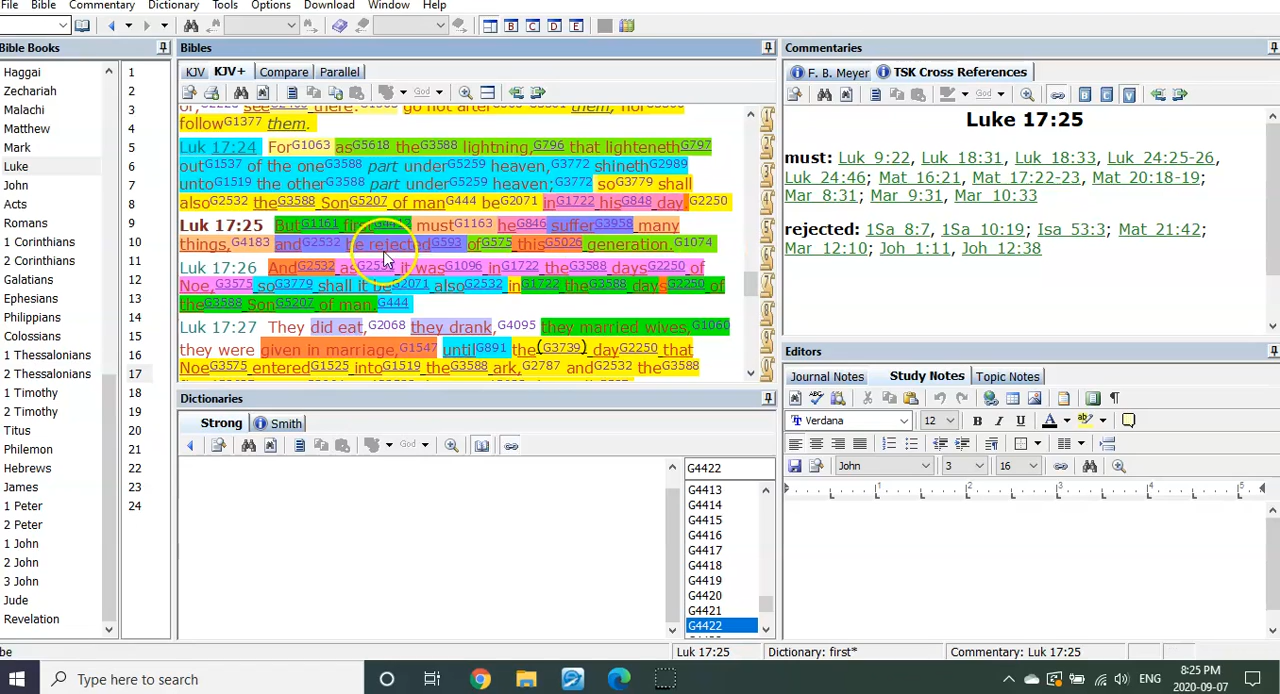 File Bible Commentary Dictionary Tools Options Download Window Help
B C D E
Bible Books
Haggai
Zechariah
Malachi
Matthew
Mark
Luke
John
Acts
Romans
1 Corinthians
2 Corinthians
Galatians
Ephesians
Philippians
Colossians
1 Thessalonians
2 Thessalonians
1 Timothy
2 Timothy
Titus
Philemon
Hebrews
James
1 Peter
2 Peter
1 John
2 John
3 John
Jude
Revelation
1
2
3
4
5
6
7
8
9
10
11
12
13
14
15
16
17
18
19
20
21
22
23
24
Bibles
KJV KJV+ Compare Parallel
God
follow G1377 them.
Luk 17:24 For G1063 as G5618 the G3588 lightning, G796 that lighteneth G797
out G1537 of the one G3588 part under G5259 heaven, G3772 shineth G2989
unto G1519 the other G3588 part under G5259 heaven; G3772 so G3779 shall
also G2532 the G3588 Son G5207 of man G444 be G2071 in G1722 his G848 day. G2250
Luk 17:25 But G1161 first must G1163 he G846 suffer G3958 many
things, G4183 and G2532 be rejected G593 of G575 this G5026 generation. G1074
Luk 17:26 And G2532 as it was G1096 in G1722 the G3588 days G2250 of
Noe, G3575 so G3779 shall it be G2071 also G2532 in G1722 the G3588 days G2250 of
the G3588 Son G5207 of man. G444
Luk 17:27 They did eat, G2068 they drank, G4095 they married wives, G1060
they were given in marriage, G1547 until G891 the (G3739) day G2250 that
Noe G3575 entered G1525 into G1519 the G3588 ark, G2787 and G2532 the G3588
Dictionaries
Strong Smith
God
G4422
G4413
G4414
G4415
G4416
G4417
G4418
G4419
G4420
G4421
G4422
Commentaries
F. B. Meyer TSK Cross References
God
Luke 17:25
must: Luk 9:22, Luk 18:31, Luk 18:33, Luk 24:25-26,
Luk 24:46; Mat 16:21, Mat 17:22-23, Mat 20:18-19;
Mar 8:31; Mar 9:31, Mar 10:33
rejected: 1Sa 8:7, 1Sa 10:19; Isa 53:3; Mat 21:42;
Mar 12:10; Joh 1:11, Joh 12:38
Editors
Journal Notes Study Notes Topic Notes
Verdana 12 B I U A
John 3 16
1 2 3 4 5
be
Luk 17:25 Dictionary: first* Commentary: Luk 17:25
Type here to search
ENG
8:25 PM
2020-09-07